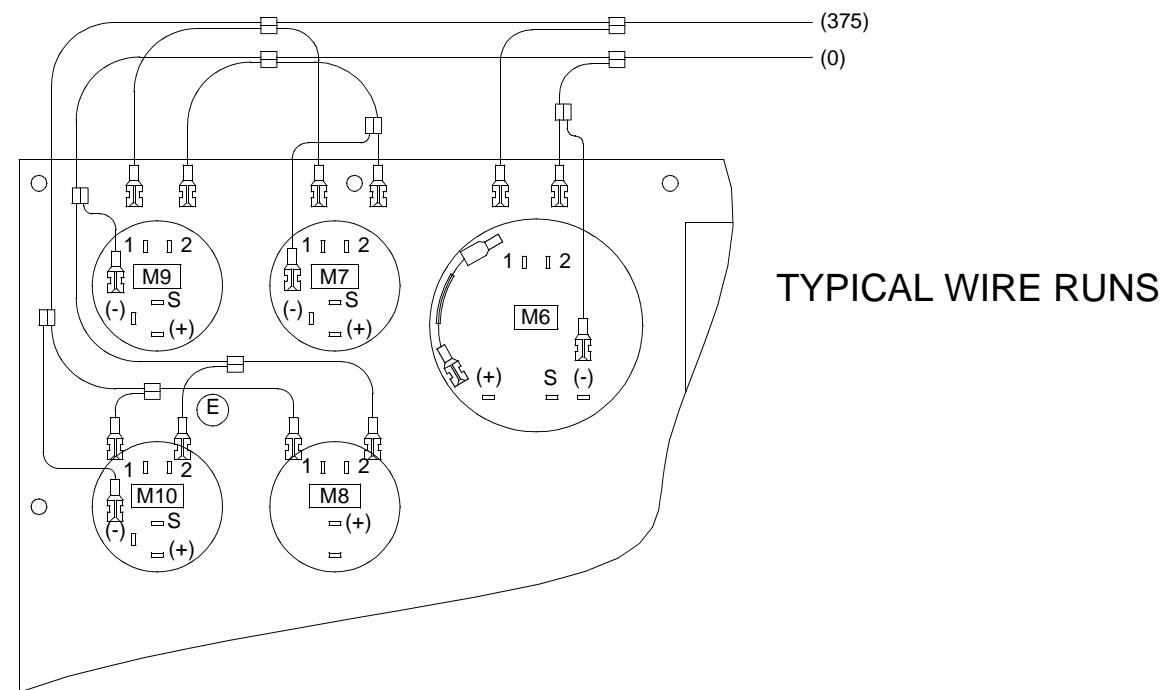 (375)
(0)
1 2
M9
S
(-)
(+)
1 2
M7
S
(-)
(+)
1 2
M6
(+) S (-)
TYPICAL WIRE RUNS
E
1 2
M10
S
(-)
(+)
1 2
M8
(+)